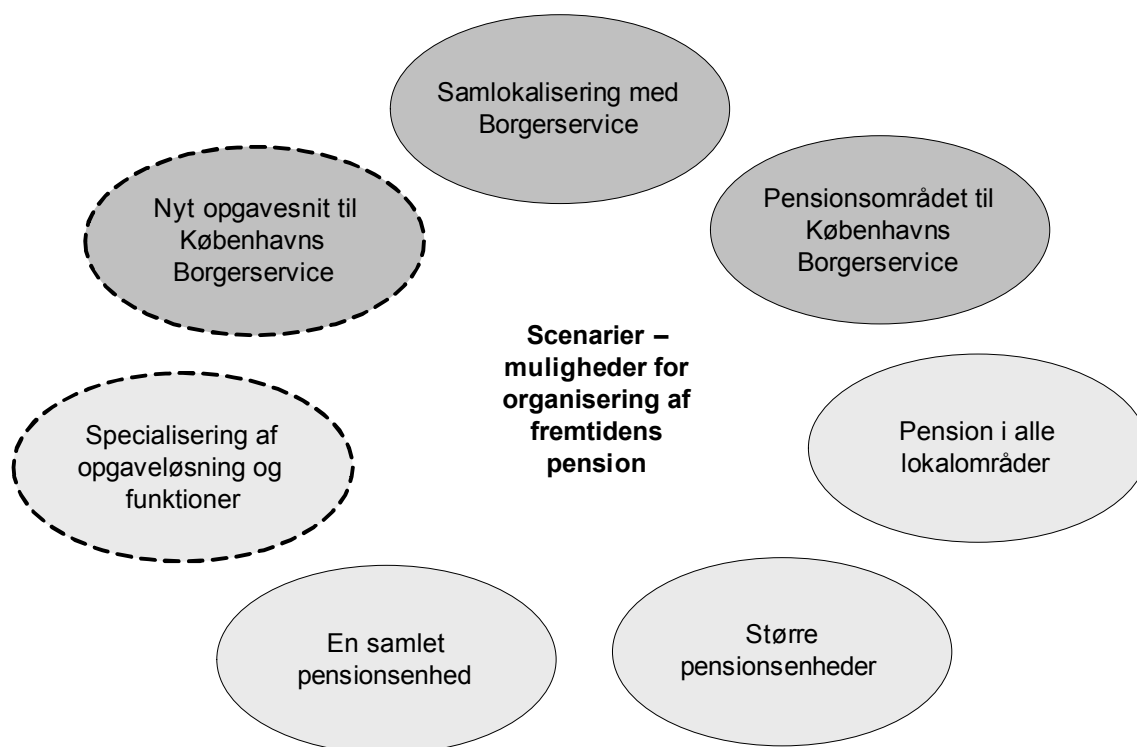 Samlokalisering med
Borgerservice
Nyt opgavesnit til
Københavns
Borgerservice
Pensionsområdet til
Københavns
Borgerservice
Scenarier –
muligheder for
organisering af
fremtidens
pension
Specialisering af
opgaveløsning og
funktioner
Pension i alle
lokalområder
En samlet
pensionsenhed
Større
pensionsenheder